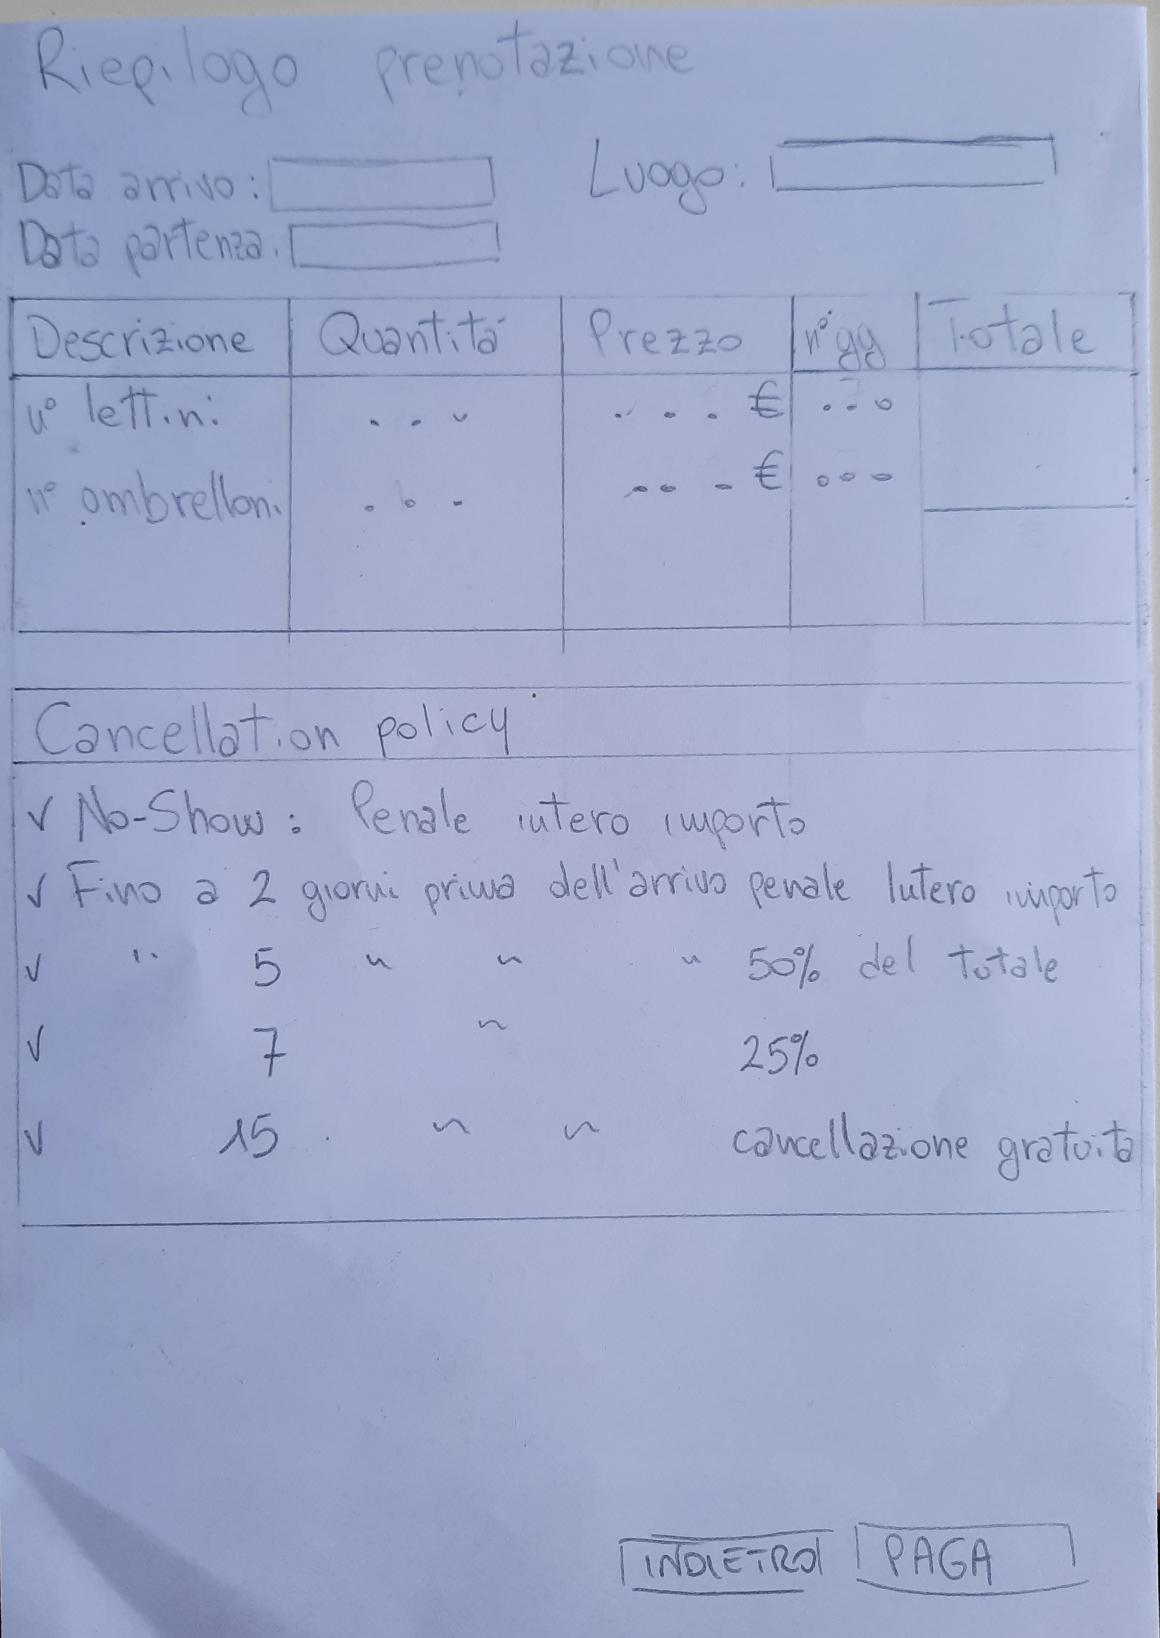 Riepilogo prenotazione
Data arrivo: Luogo:
Data partenza.
Descrizione Quantità Prezzo n°gg Totale
n° lettini . . . . . . € . . .
n° ombrelloni . . . . . . € . . .
Cancellation policy
√ No-Show: Penale intero importo
√ Fino a 2 giorni prima dell'arrivo penale intero importo
√ " 5 " " " 50% del totale
√ 7 " 25%
√ 15 " " cancellazione gratuita
INDIETRO PAGA